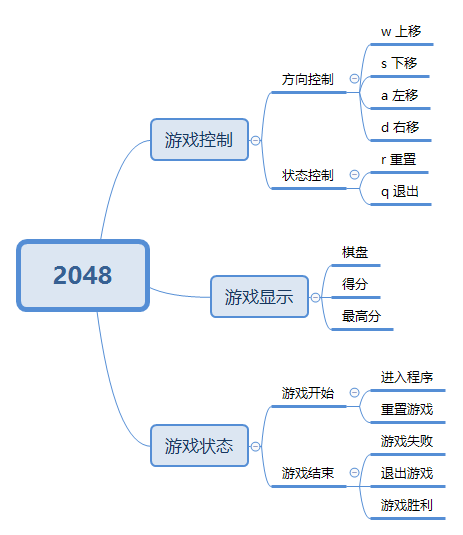 2048
游戏控制
方向控制
w 上移
s 下移
a 左移
d 右移
状态控制
r 重置
q 退出
游戏显示
棋盘
得分
最高分
游戏状态
游戏开始
进入程序
重置游戏
游戏结束
游戏失败
退出游戏
游戏胜利